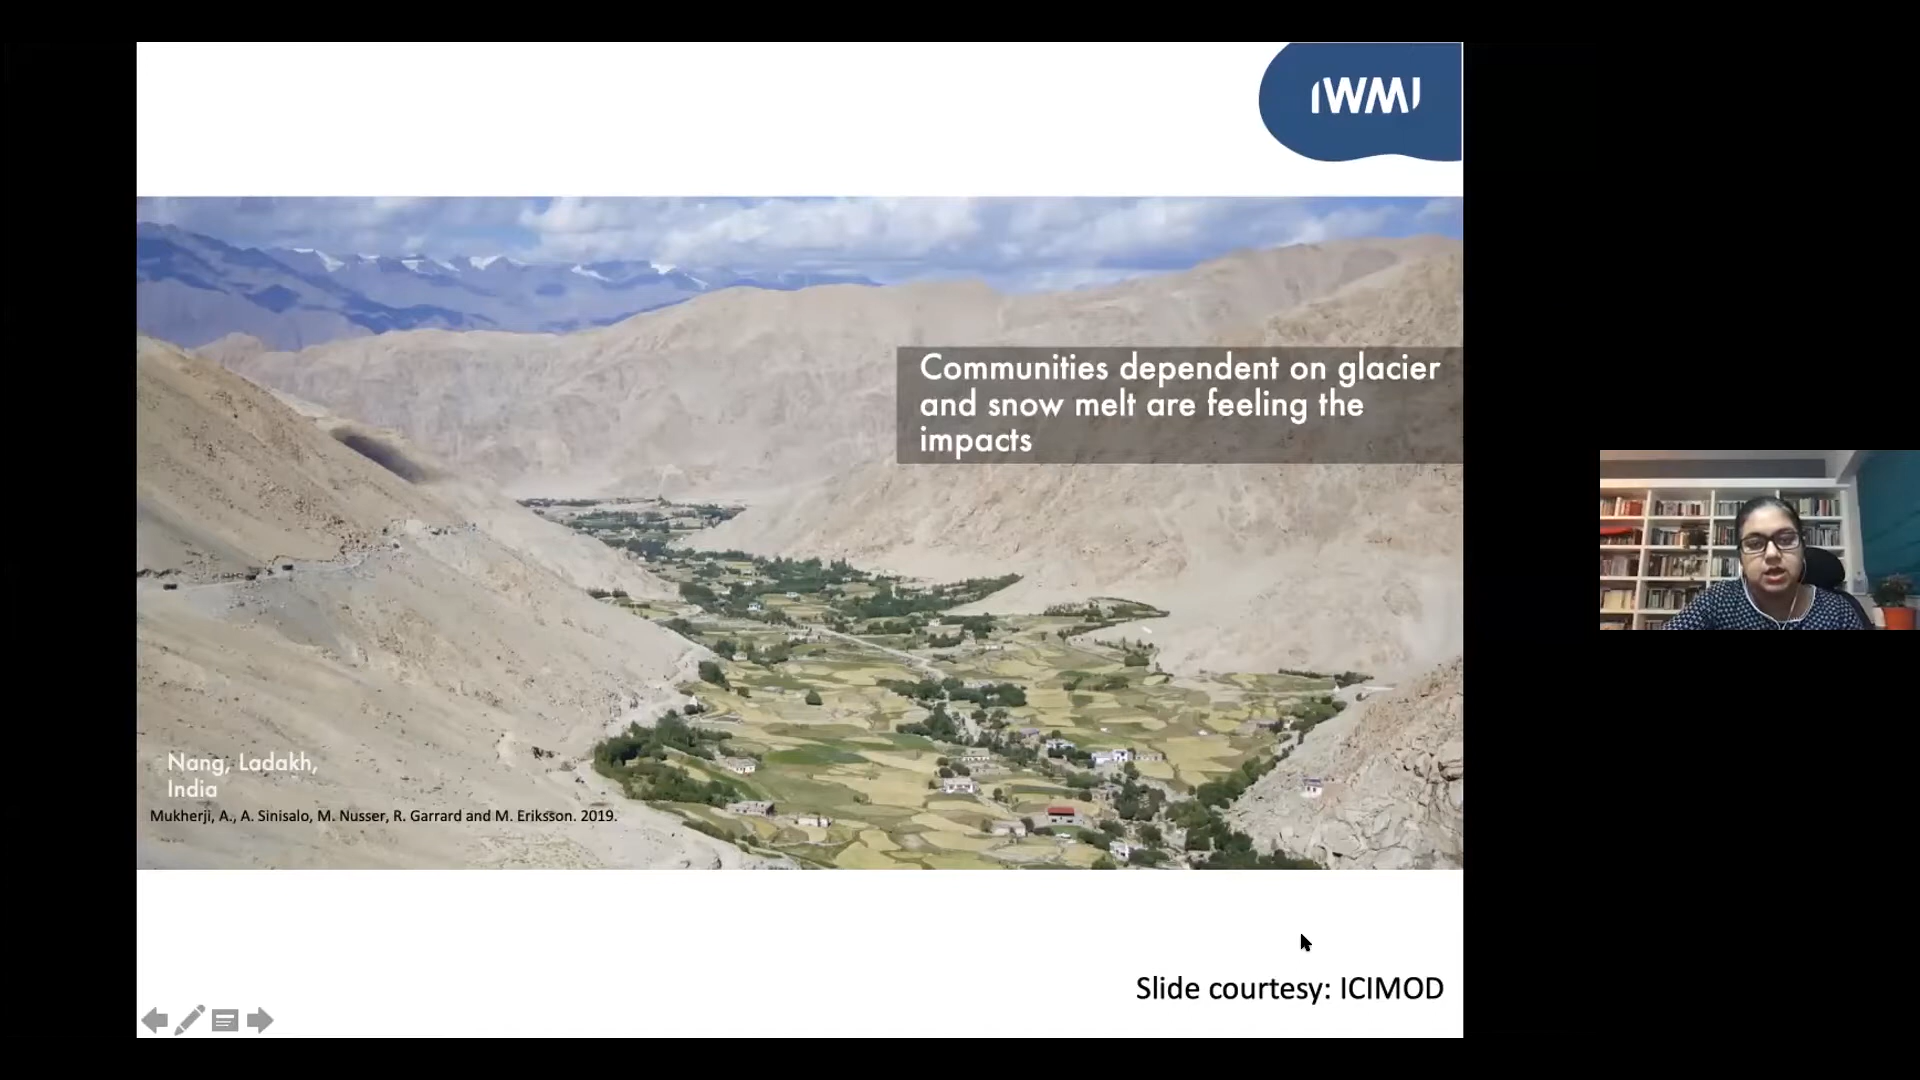 IWMI
Communities dependent on glacier
and snow melt are feeling the
impacts
Nang, Ladakh,
India
Mukherji, A., A. Sinisalo, M. Nusser, R. Garrard and M. Eriksson. 2019.
Slide courtesy: ICIMOD